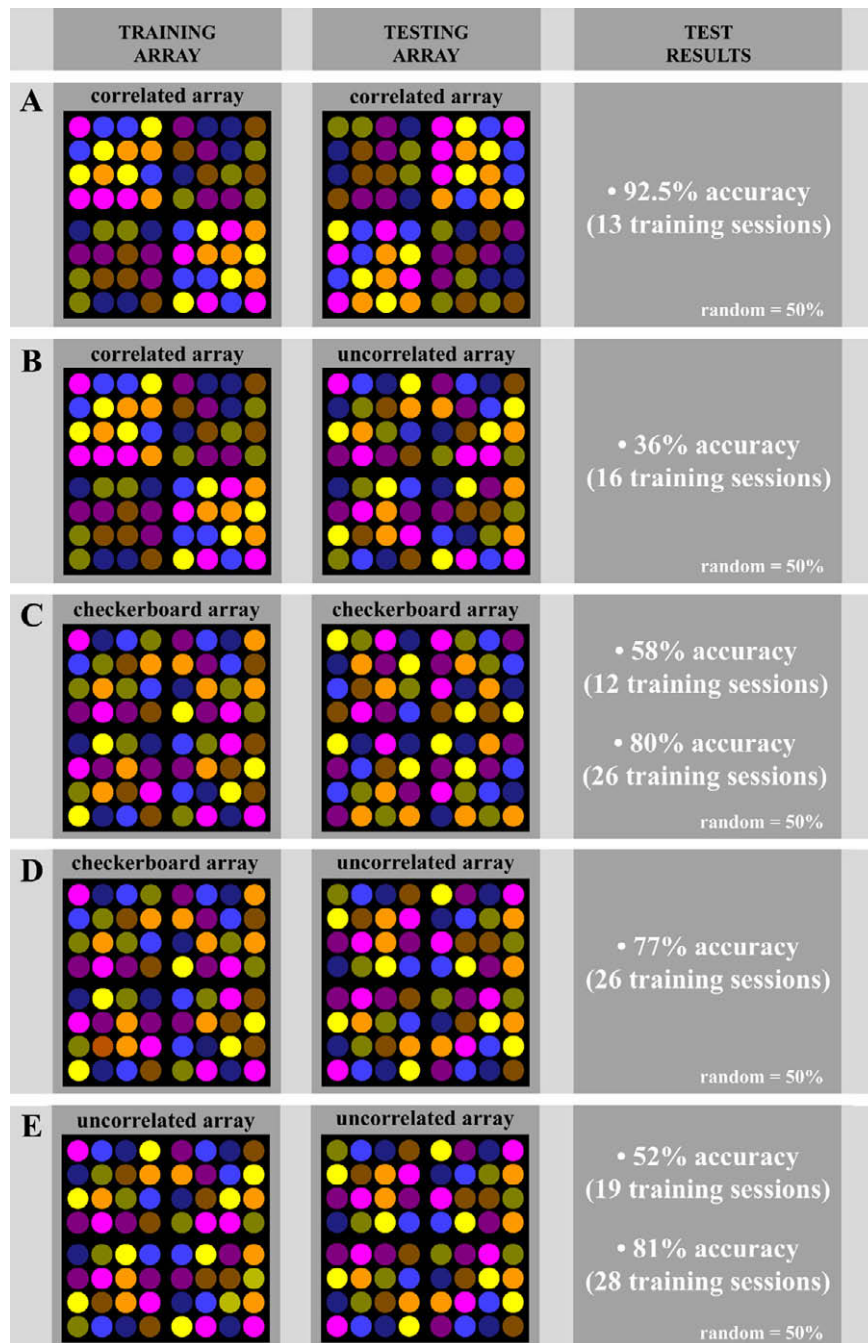 TRAINING
ARRAY
TESTING
ARRAY
TEST
RESULTS
A
correlated array
correlated array
• 92.5% accuracy
(13 training sessions)
random = 50%
B
correlated array
uncorrelated array
• 36% accuracy
(16 training sessions)
random = 50%
C
checkerboard array
checkerboard array
• 58% accuracy
(12 training sessions)
• 80% accuracy
(26 training sessions)
random = 50%
D
checkerboard array
uncorrelated array
• 77% accuracy
(26 training sessions)
random = 50%
E
uncorrelated array
uncorrelated array
• 52% accuracy
(19 training sessions)
• 81% accuracy
(28 training sessions)
random = 50%